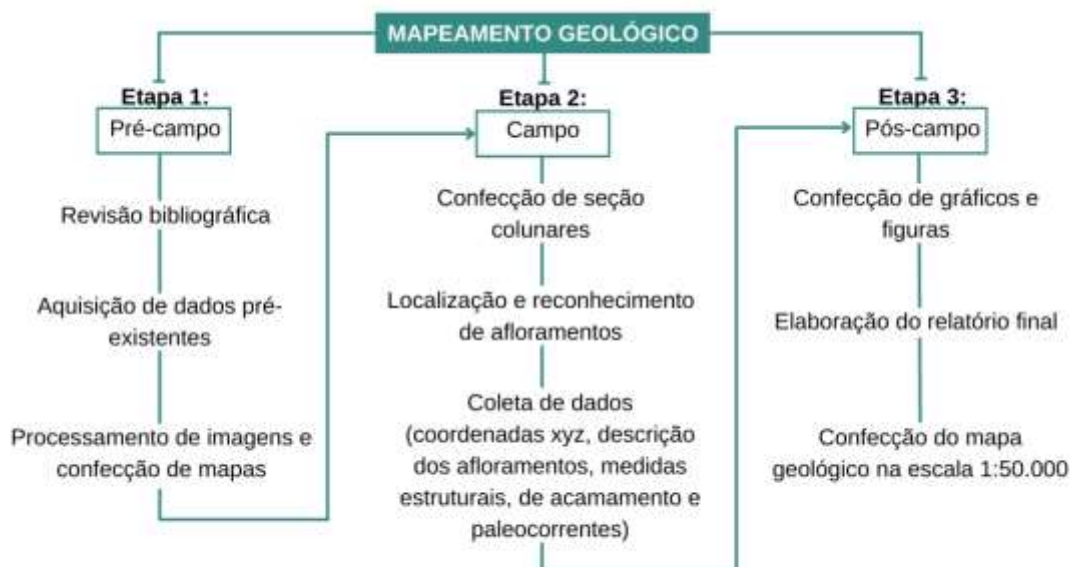 MAPEAMENTO GEOLÓGICO
Etapa 1:
Pré-campo
Revisão bibliográfica
Aquisição de dados pré-
existentes
Processamento de imagens e
confecção de mapas
Etapa 2:
Campo
Confecção de seção
colunares
Localização e reconhecimento
de afloramentos
Coleta de dados
(coordenadas xyz, descrição
dos afloramentos, medidas
estruturais, de acamamento e
paleocorrentes)
Etapa 3:
Pós-campo
Confecção de gráficos e
figuras
Elaboração do relatório final
Confecção do mapa
geológico na escala 1:50.000